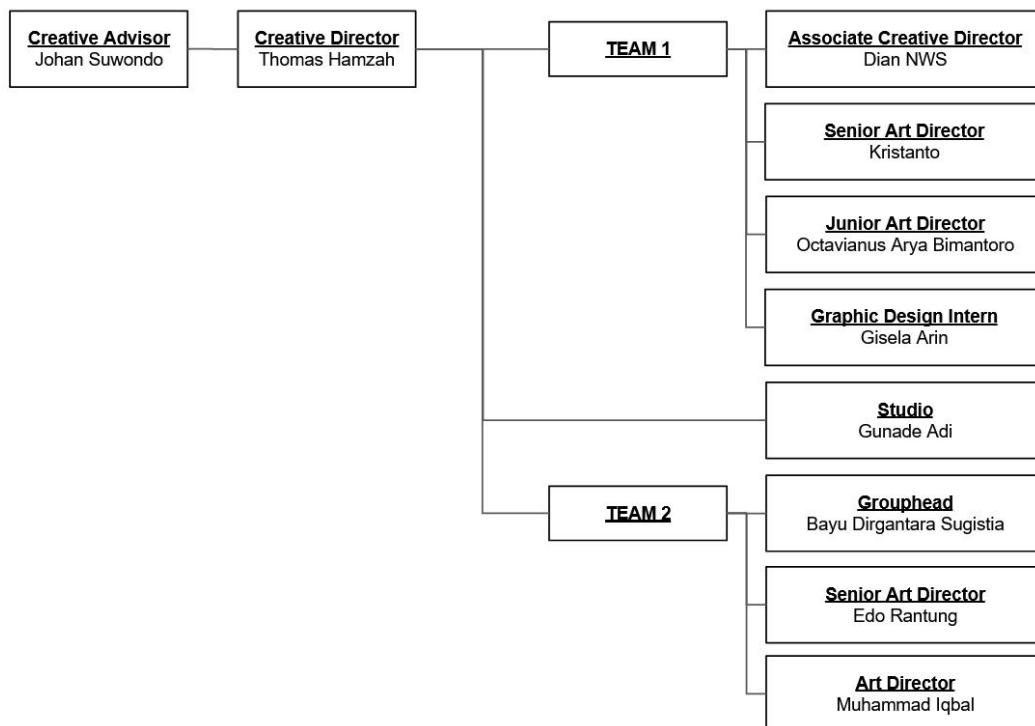 Creative Advisor
Johan Suwondo
Creative Director
Thomas Hamzah
TEAM 1
Associate Creative Director
Dian NWS
Senior Art Director
Kristanto
Junior Art Director
Octavianus Arya Bimantoro
Graphic Design Intern
Gisela Arin
Studio
Gunade Adi
TEAM 2
Grouphead
Bayu Dirgantara Sugistia
Senior Art Director
Edo Rantung
Art Director
Muhammad Iqbal